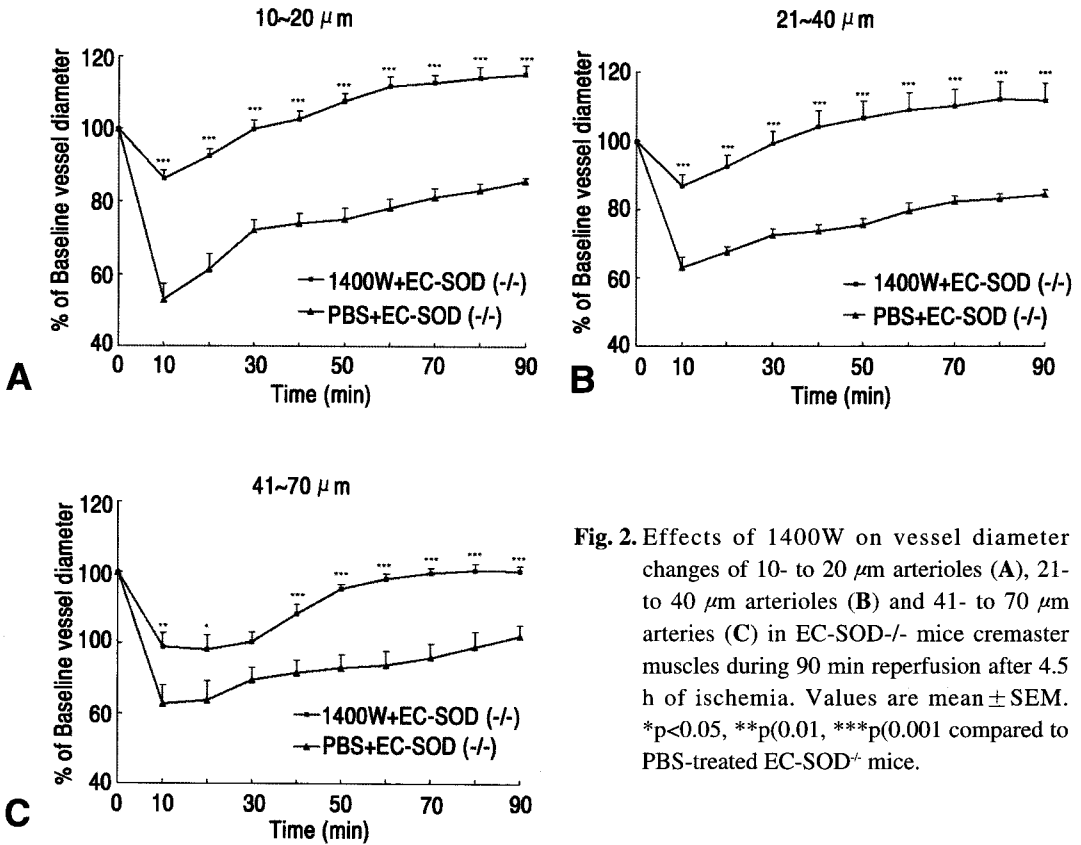 10~20 μm
% of Baseline vessel diameter
120
100
80
60
40
*** *** *** *** *** *** *** *** ***
1400W+EC-SOD (-/-)
PBS+EC-SOD (-/-)
0 10 30 50 70 90
Time (min)
A
21~40 μm
% of Baseline vessel diameter
120
100
80
60
40
*** *** *** *** *** *** *** *** ***
1400W+EC-SOD (-/-)
PBS+EC-SOD (-/-)
0 10 30 50 70 90
Time (min)
B
41~70 μm
% of Baseline vessel diameter
120
100
100
60
40
** * *** *** *** *** *** ***
1400W+EC-SOD (-/-)
PBS+EC-SOD (-/-)
0 10 30 50 70 90
Time (min)
C
Fig. 2. Effects of 1400W on vessel diameter
changes of 10- to 20 μm arterioles (A), 21-
to 40 μm arterioles (B) and 41- to 70 μm
arteries (C) in EC-SOD-/- mice cremaster
muscles during 90 min reperfusion after 4.5
h of ischemia. Values are mean ± SEM.
*p<0.05, **p(0.01, ***p(0.001 compared to
PBS-treated EC-SOD-/- mice.